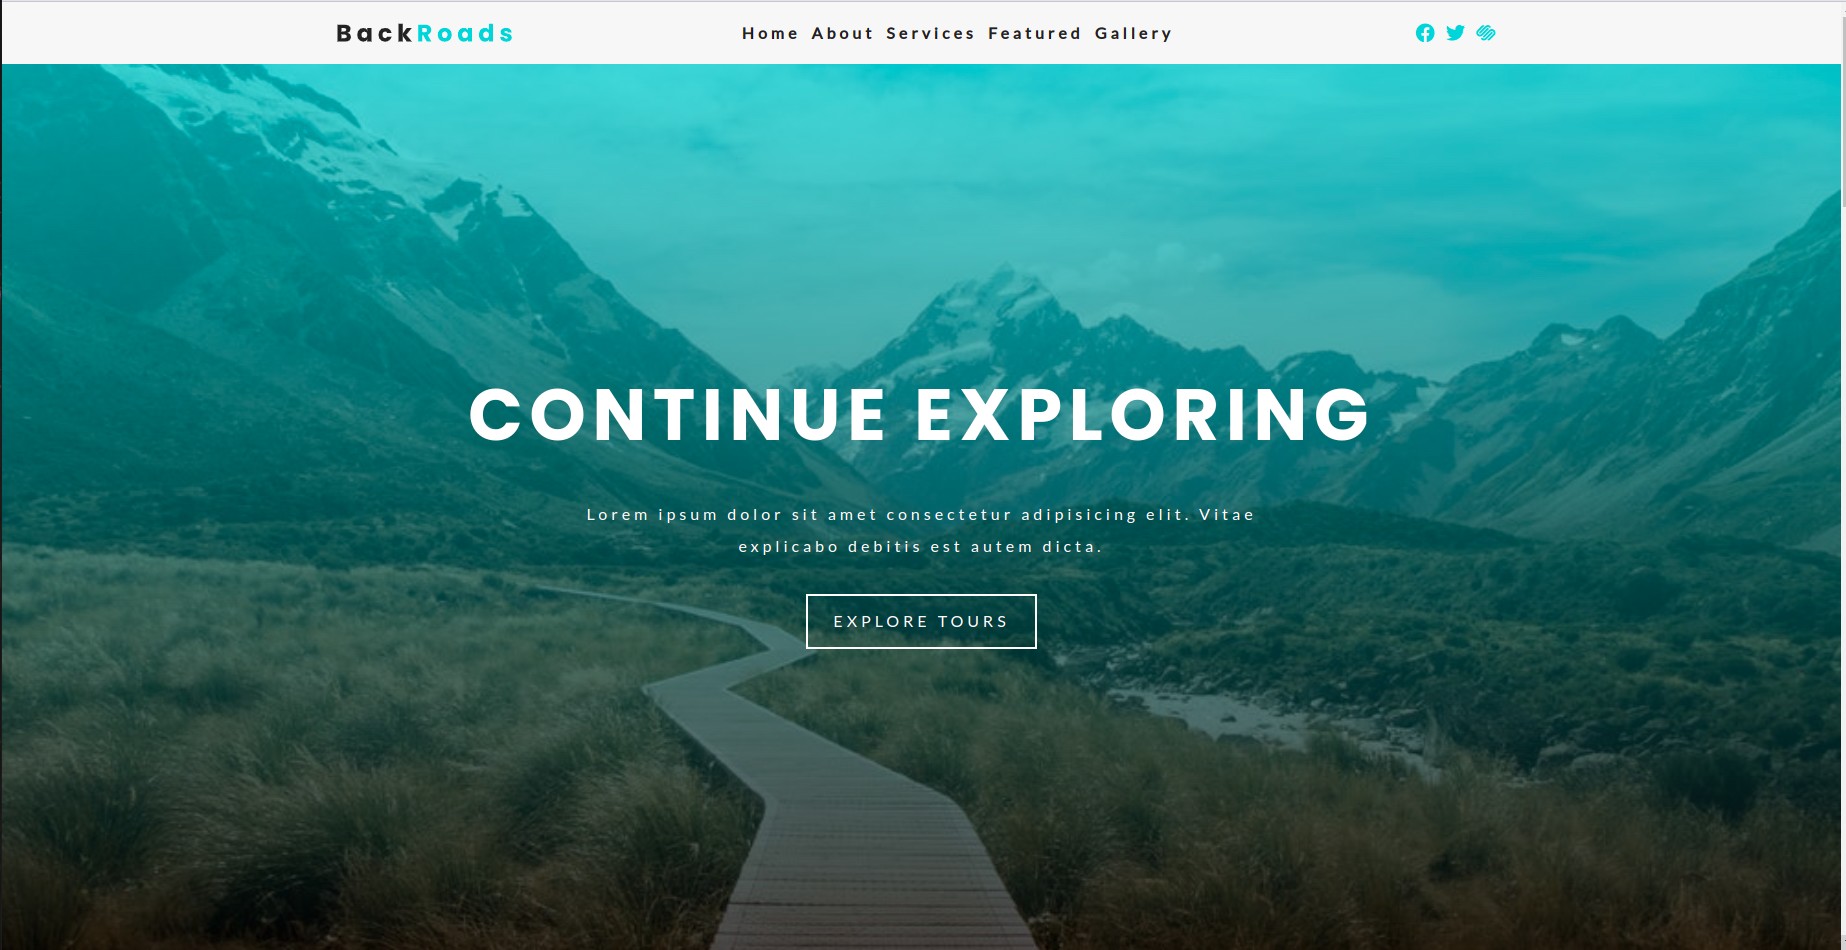 BackRoads
Home About Services Featured Gallery
CONTINUE EXPLORING
Lorem ipsum dolor sit amet consectetur adipisicing elit. Vitae
explicabo debitis est autem dicta.
EXPLORE TOURS